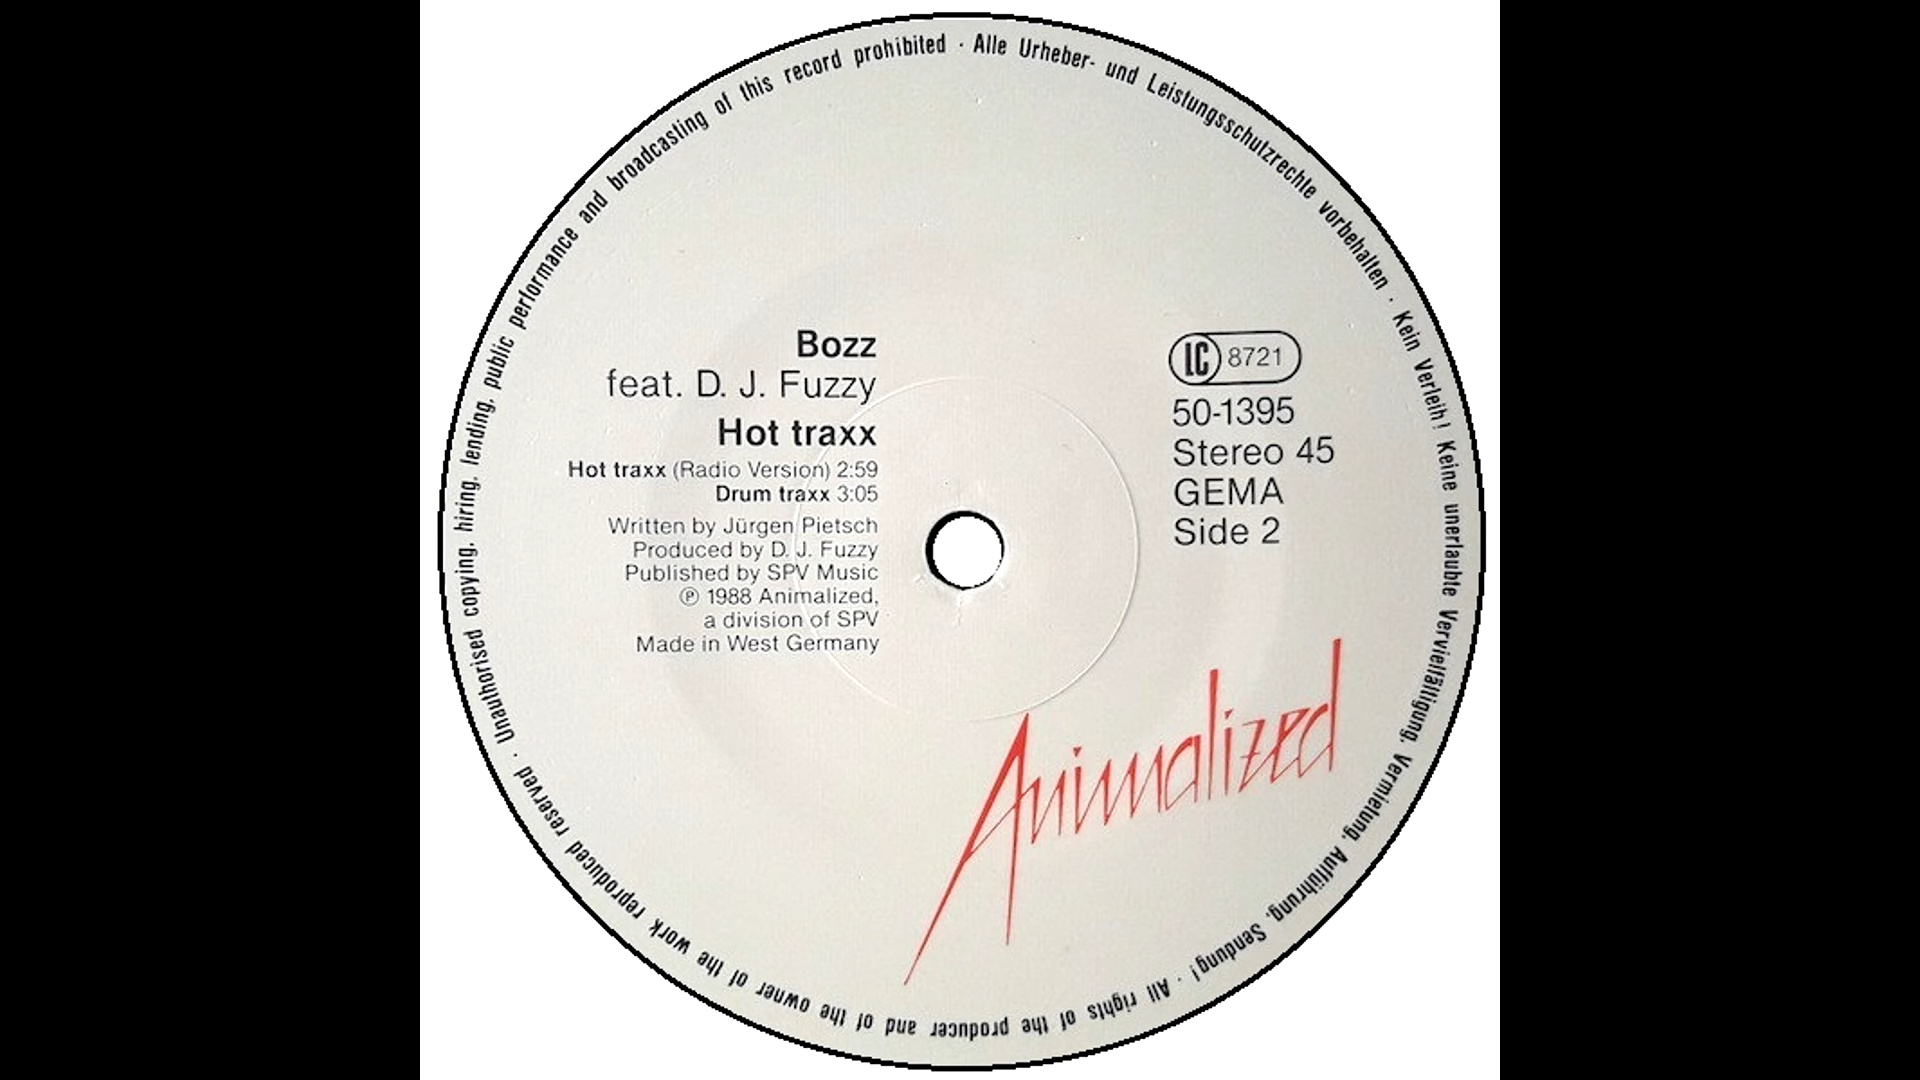 Bozz
feat. D. J. Fuzzy
Hot traxx
Hot traxx (Radio Version) 2:59
Drum traxx 3:05
Written by Jürgen Pietsch
Produced by D. J. Fuzzy
Published by SPV Music
℗ 1988 Animalized,
a division of SPV
Made in West Germany
LC 8721
50-1395
Stereo 45
GEMA
Side 2
Animalized
Alle Urheber- und Leistungsschutzrechte vorbehalten · Kein Verleih! Keine unerlaubte Vervielfältigung, Vermietung, Aufführung, Sendung! · All rights of the producer and of the owner of the work reproduced reserved · Unauthorised copying, hiring, lending, public performance and broadcasting of this record prohibited ·